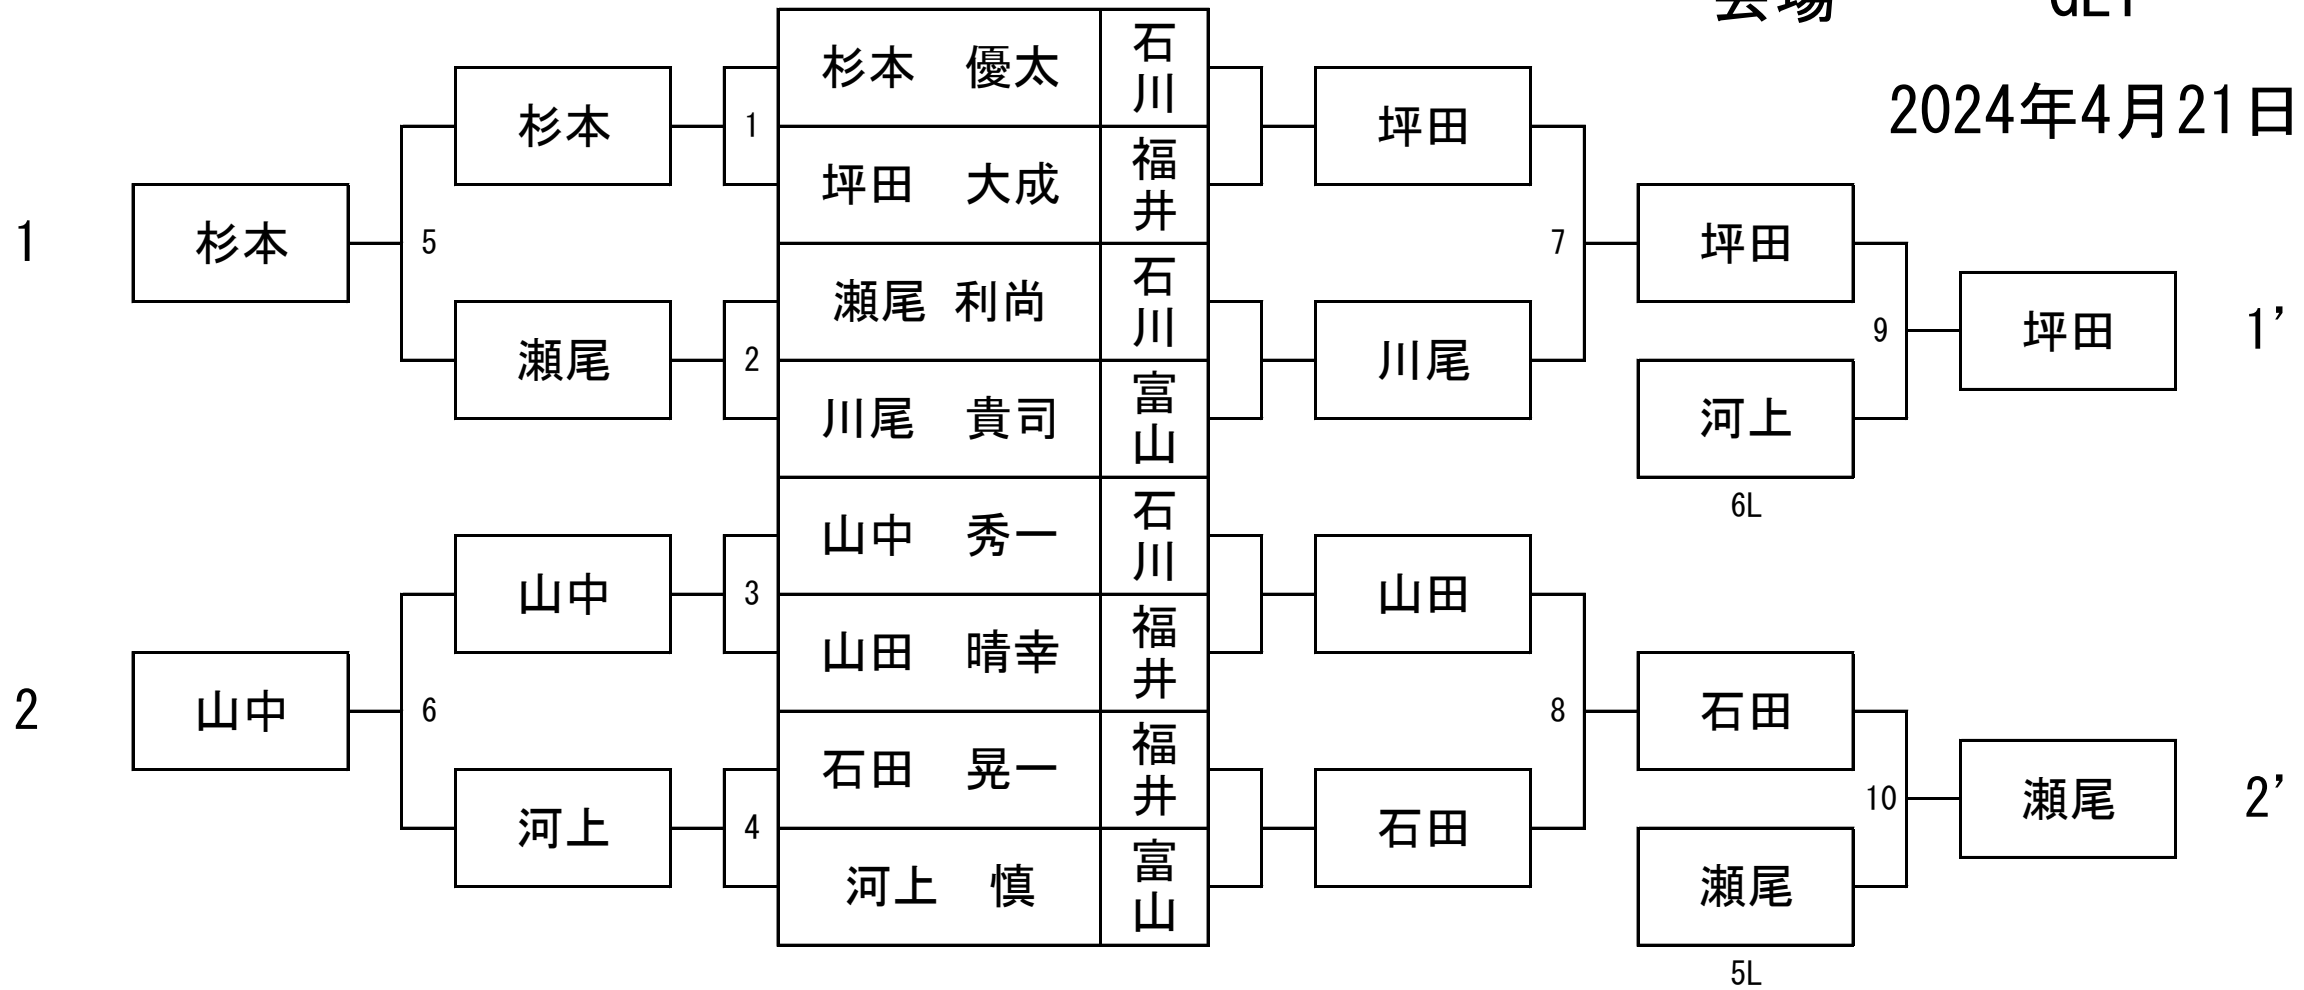 会場 GET
2024年4月21日
杉本 優太 石川
坪田 大成 福井
瀬尾 利尚 石川
川尾 貴司 富山
山中 秀一 石川
山田 晴幸 福井
石田 晃一 福井
河上 慎 富山
1
2
3
4
杉本
瀬尾
山中
河上
5
6
杉本
山中
1
2
坪田
川尾
山田
石田
7
8
坪田
河上
6L
石田
瀬尾
5L
9
10
坪田
瀬尾
1’
2’